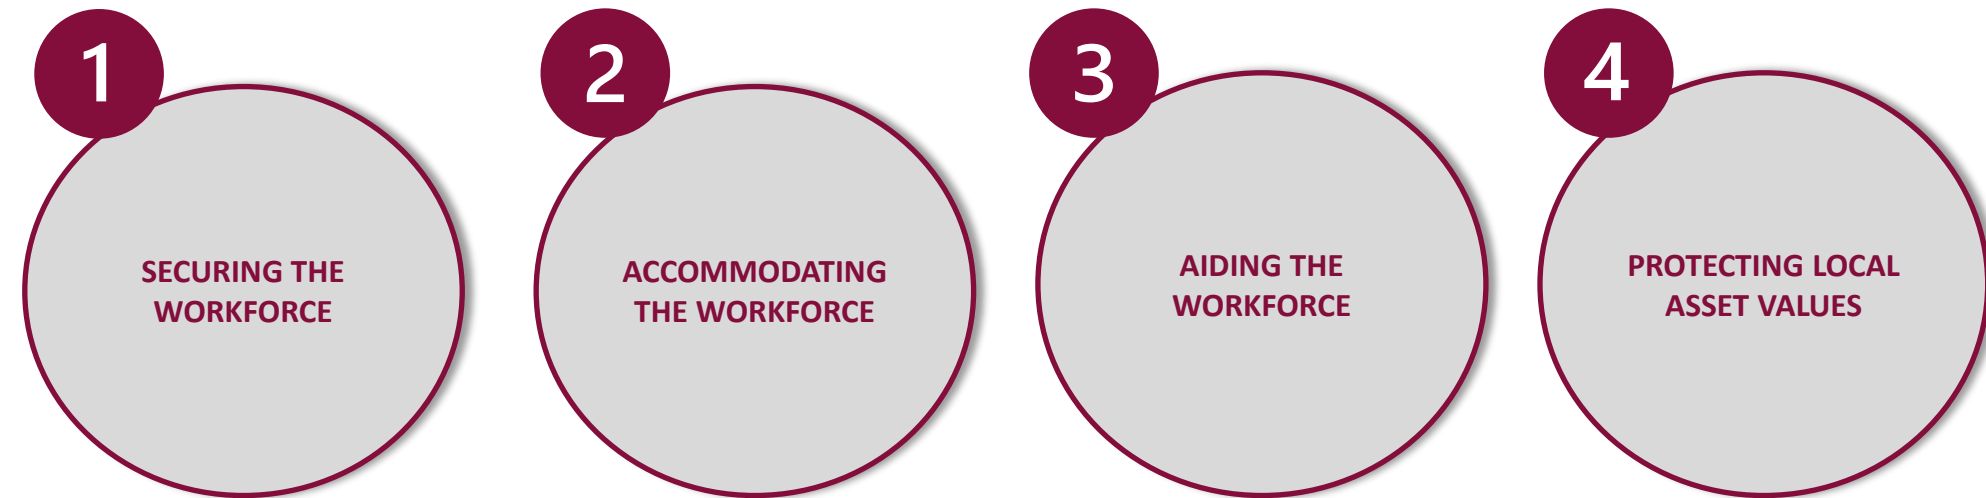 1
SECURING THE
WORKFORCE
2
ACCOMMODATING
THE WORKFORCE
3
AIDING THE
WORKFORCE
4
PROTECTING LOCAL
ASSET VALUES